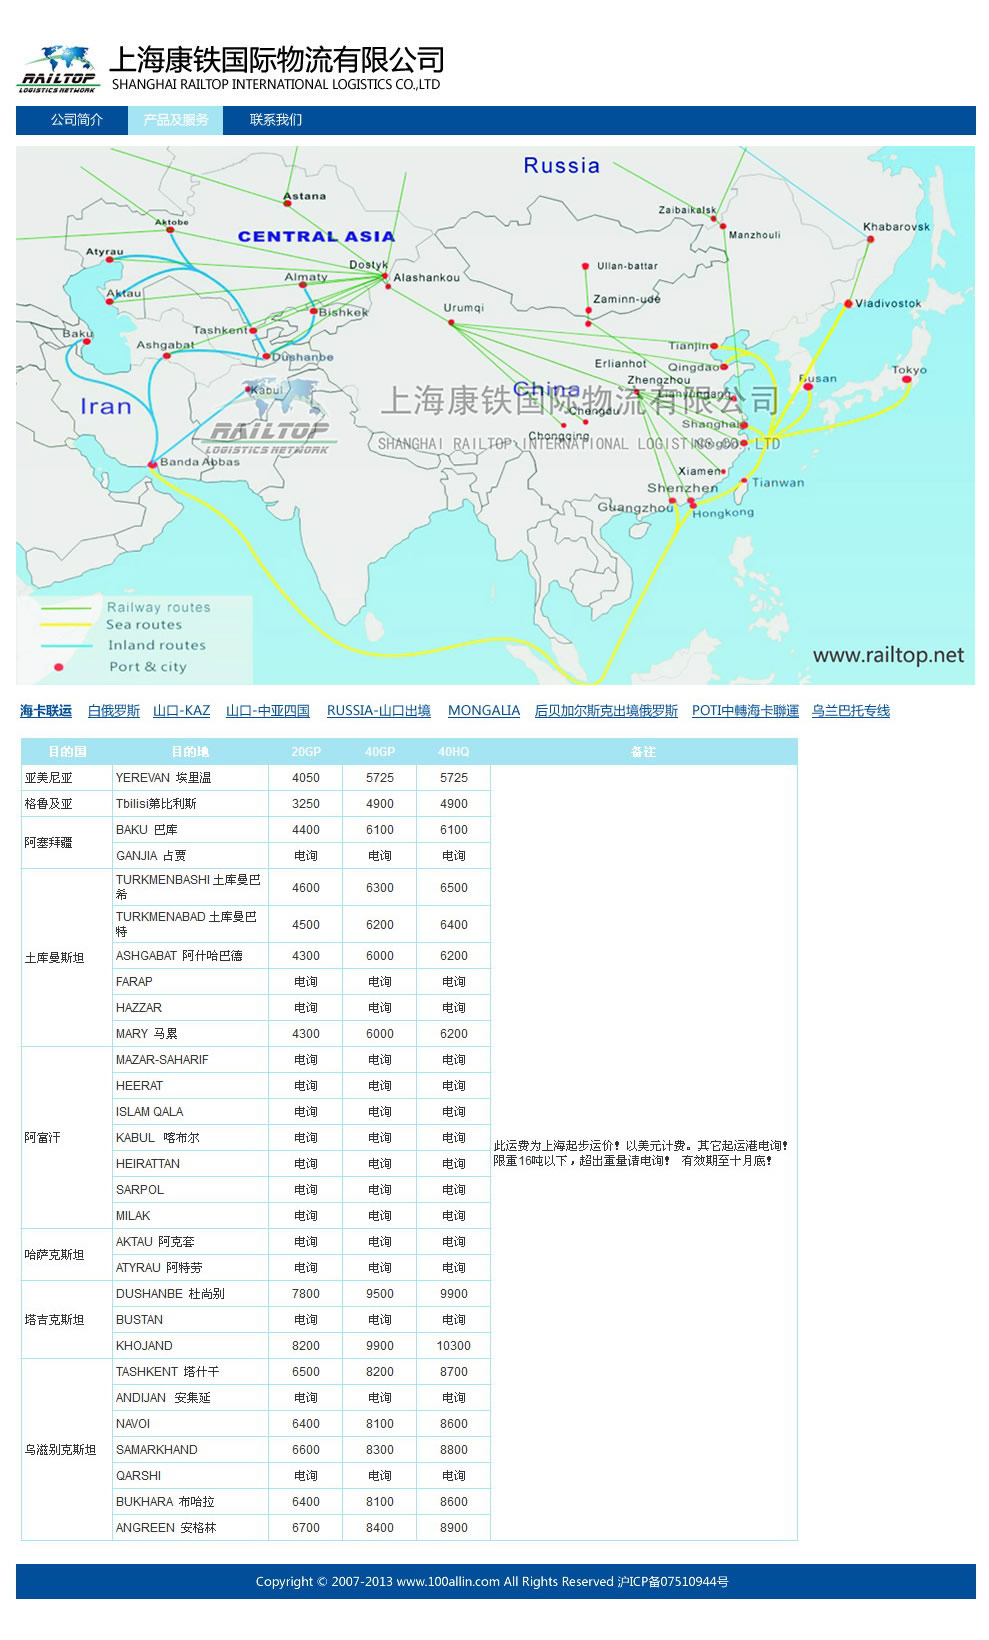 上海康铁国际物流有限公司
SHANGHAI RAILTOP INTERNATIONAL LOGISTICS CO.,LTD
RAILTOP
LOGISTICS NETWORK
公司简介 产品及服务 联系我们
Russia
Astana
Zaibaikalsk
Aktobe
Khabarovsk
Manzhouli
CENTRAL ASIA
Atyrau
Dostyk
Ullan-battar
Almaty
Alashankou
Aktau
Zaminn-ude
Vladivostok
Urumqi
Bishkek
Tashkent
Baku
Ashgabat
Tianjin
Dushanbe
Erlianhot
Qingdao
Tokyo
Zhengzhou
Busan
Kabul
China
Lianyundang
上海康铁国际物流有限公司
Iran
Chengdu
Shanghai
RAILTOP
Chongqing
Ningbo
SHANGHAI RAILTOP INTERNATIONAL LOGISTING CO., LTD
LOGISTICS NETWORK
Banda Abbas
Xiamen
Tianwan
Shenzhen
Guangzhou
Hongkong
Railway routes
Sea routes
Inland routes
Port & city
www.railtop.net
海卡联运 白俄罗斯 山口-KAZ 山口-中亚四国 RUSSIA-山口出境 MONGALIA 后贝加尔斯克出境俄罗斯 POTI中轉海卡聯運 乌兰巴托专线
目的国 目的地 20GP 40GP 40HQ 备注
亚美尼亚 YEREVAN 埃里温 4050 5725 5725
格鲁及亚 Tbilisi第比利斯 3250 4900 4900
阿塞拜疆 BAKU 巴库 4400 6100 6100
GANJIA 占贾 电询 电询 电询
土库曼斯坦 TURKMENBASHI 土库曼巴
希 4600 6300 6500
TURKMENABAD 土库曼巴
特 4500 6200 6400
ASHGABAT 阿什哈巴德 4300 6000 6200
FARAP 电询 电询 电询
HAZZAR 电询 电询 电询
MARY 马累 4300 6000 6200
阿富汗 MAZAR-SAHARIF 电询 电询 电询
HEERAT 电询 电询 电询
ISLAM QALA 电询 电询 电询
KABUL 喀布尔 电询 电询 电询
HEIRATTAN 电询 电询 电询
SARPOL 电询 电询 电询
MILAK 电询 电询 电询
此运费为上海起步运价！以美元计费。其它起运港电询！
限重16吨以下，超出重量请电询！ 有效期至十月底！
哈萨克斯坦 AKTAU 阿克套 电询 电询 电询
ATYRAU 阿特劳 电询 电询 电询
塔吉克斯坦 DUSHANBE 杜尚别 7800 9500 9900
BUSTAN 电询 电询 电询
KHOJAND 8200 9900 10300
乌滋别克斯坦 TASHKENT 塔什干 6500 8200 8700
ANDIJAN 安集延 电询 电询 电询
NAVOI 6400 8100 8600
SAMARKHAND 6600 8300 8800
QARSHI 电询 电询 电询
BUKHARA 布哈拉 6400 8100 8600
ANGREEN 安格林 6700 8400 8900
Copyright © 2007-2013 www.100allin.com All Rights Reserved 沪ICP备07510944号